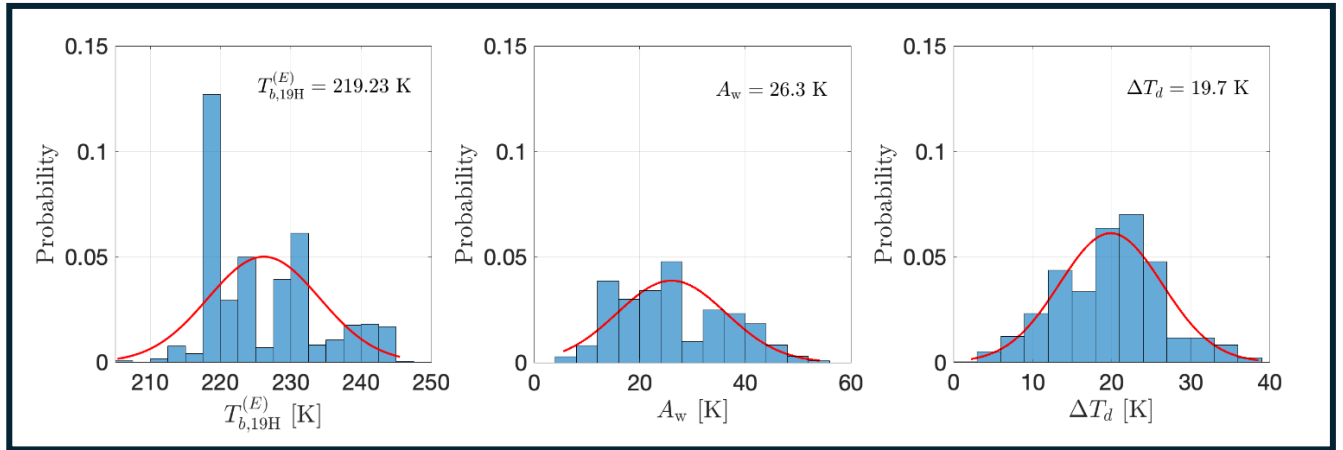 0.15
0.1
0.05
0
Probability
T_{b,19H}^{(E)} = 219.23 K
210 220 230 240 250
T_{b,19H}^{(E)} [K]
0.15
0.1
0.05
0
Probability
A_w = 26.3 K
0 20 40 60
A_w [K]
0.15
0.1
0.05
0
Probability
ΔT_d = 19.7 K
0 10 20 30 40
ΔT_d [K]